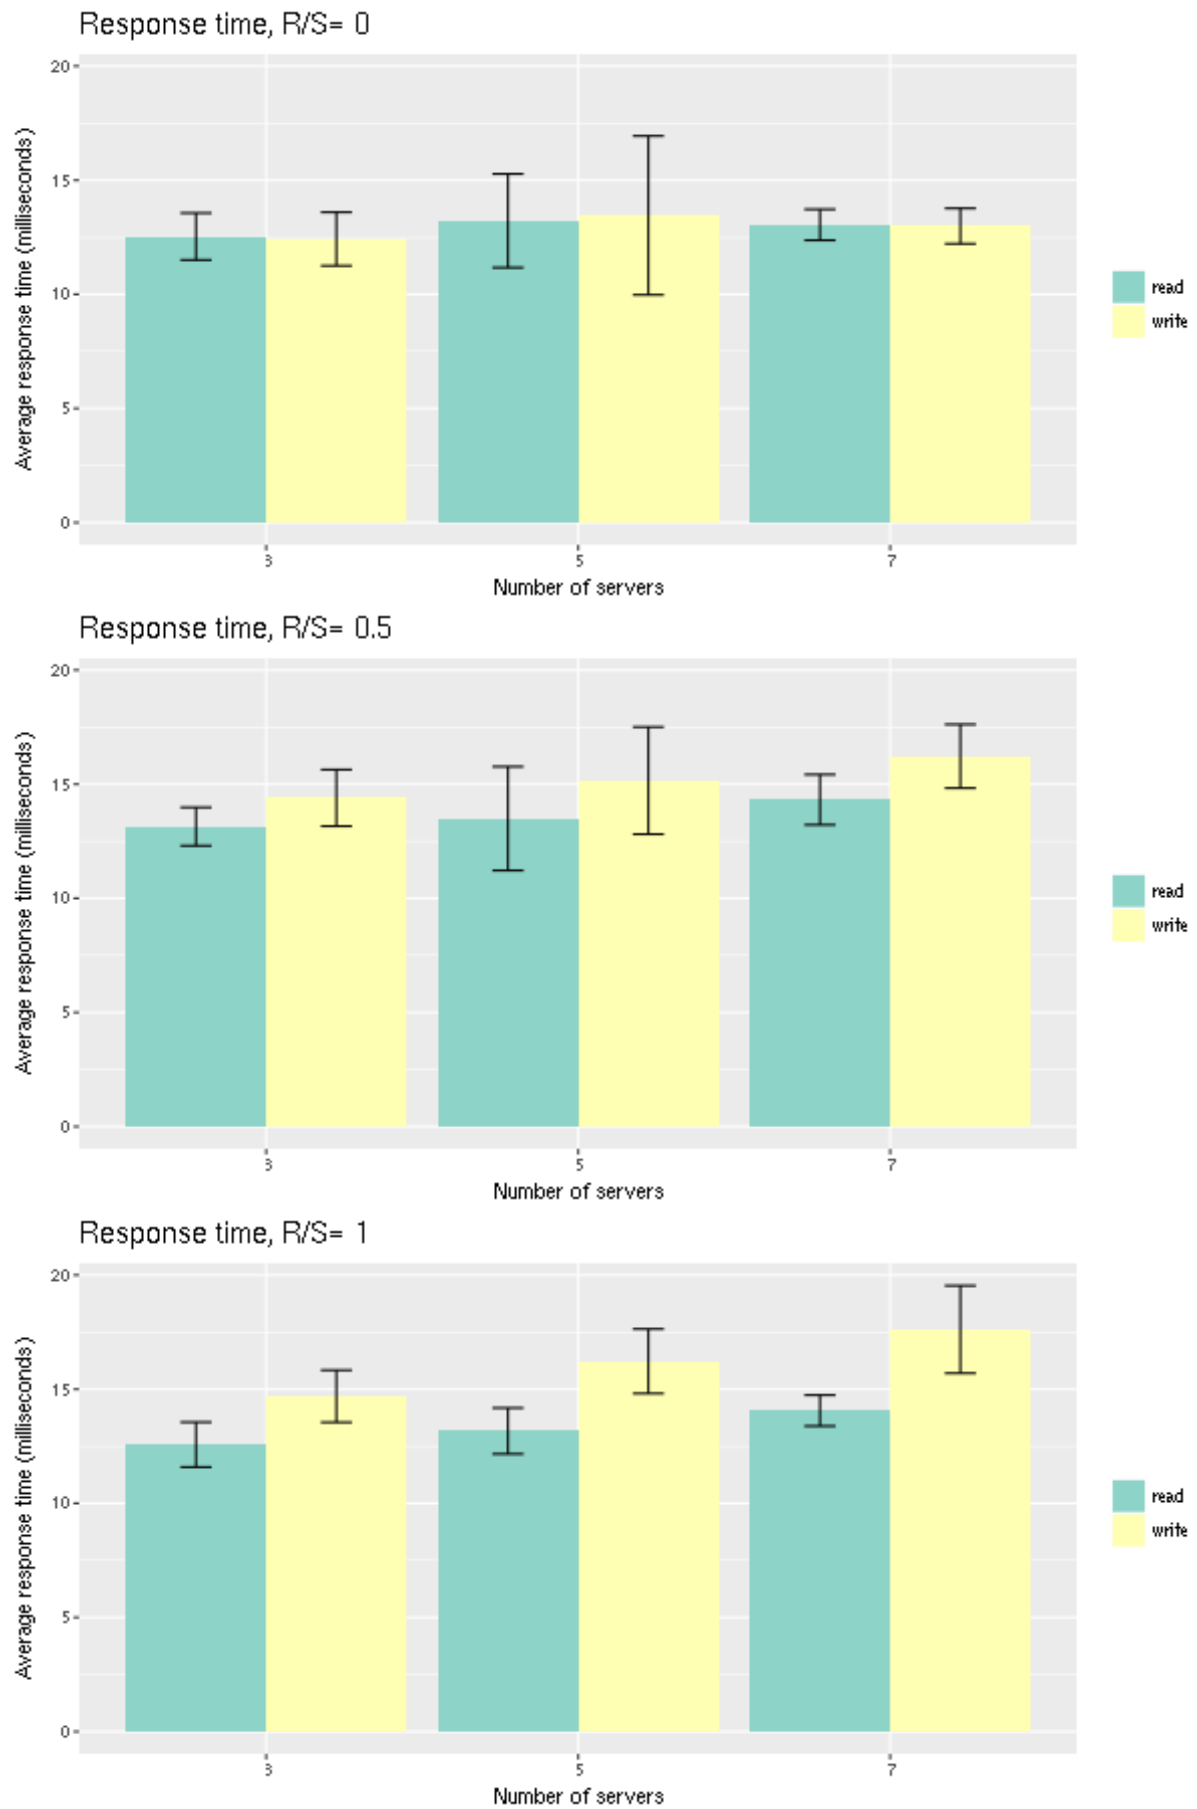 Response time, R/S= 0
20
15
10
5
0
Average response time (milliseconds)
3
5
7
Number of servers
read
write
Response time, R/S= 0.5
20
15
10
5
0
Average response time (milliseconds)
3
5
7
Number of servers
read
write
Response time, R/S= 1
20
15
10
5
0
Average response time (milliseconds)
3
5
7
Number of servers
read
write